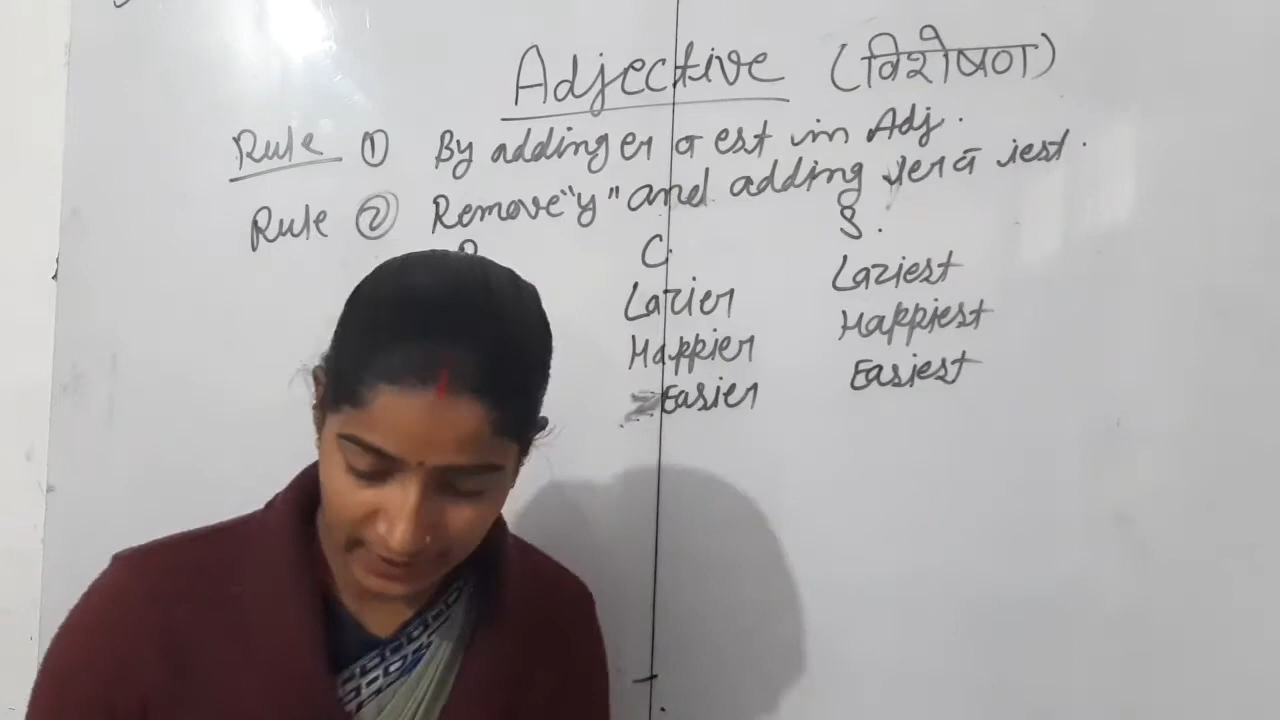 Adjective (विशेषण)
Rule ① By adding er or est in Adj.
Rule ② Remove "y" and adding ier or iest.
P C. S.
Lazier Laziest
Happier Happiest
Easier Easiest